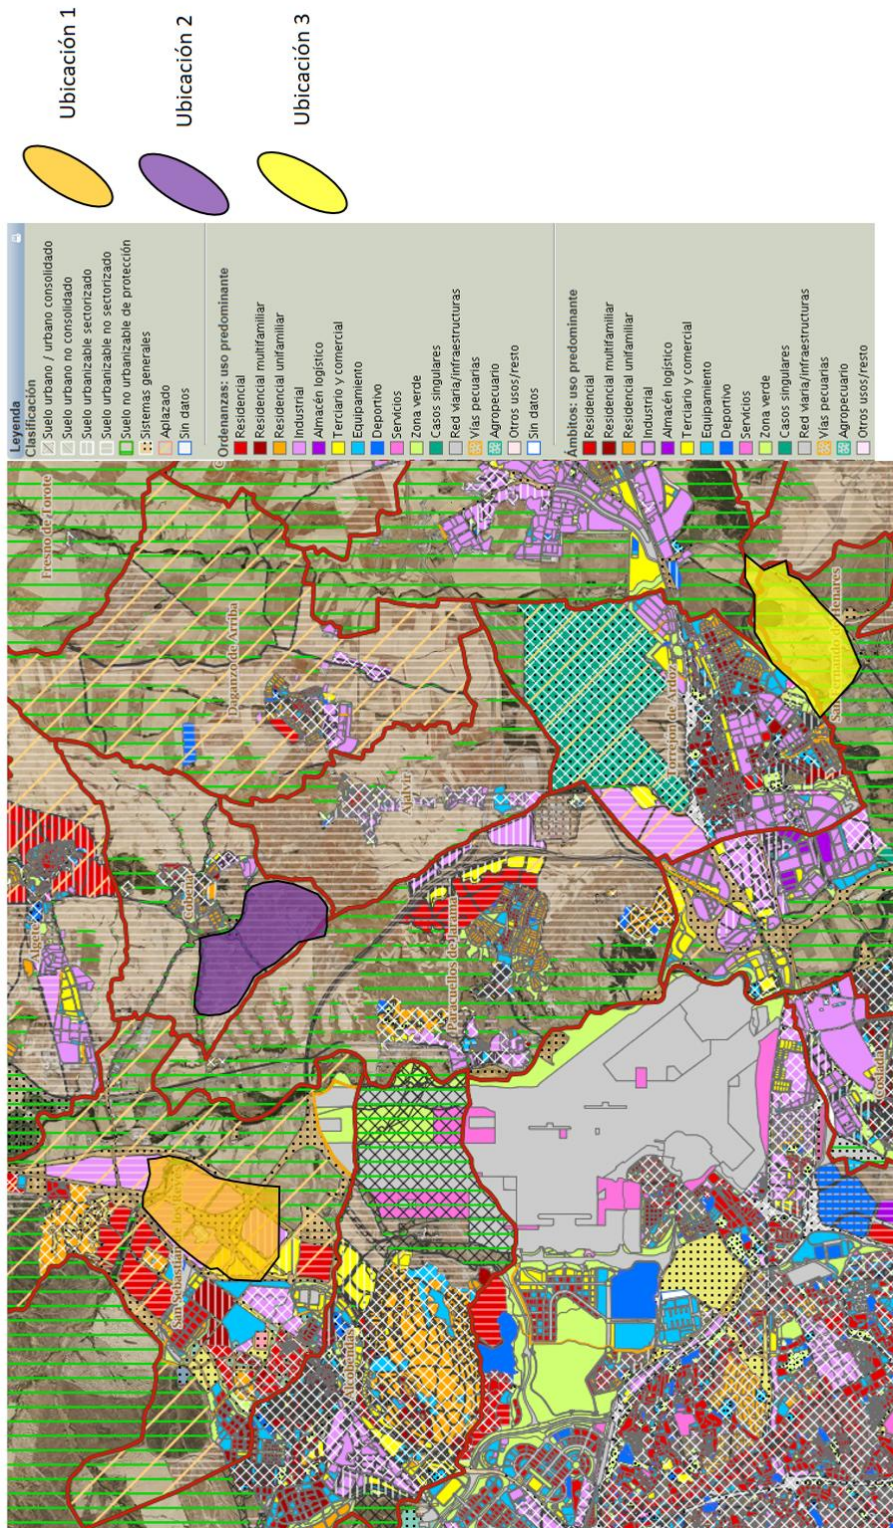 Ubicación 1
Ubicación 2
Ubicación 3
Leyenda
Clasificación
Suelo urbano / urbano consolidado
Suelo urbano no consolidado
Suelo urbanizable sectorizado
Suelo urbanizable no sectorizado
Suelo no urbanizable de protección
Sistemas generales
Aplazado
Sin datos
Ordenanzas: uso predominante
Residencial
Residencial multifamiliar
Residencial unifamiliar
Industrial
Almacén logístico
Terciario y comercial
Equipamiento
Deportivo
Servicios
Zona verde
Casos singulares
Red viaria/infraestructuras
Vías pecuarias
Agropecuario
Otros usos/resto
Sin datos
Ámbitos: uso predominante
Residencial
Residencial multifamiliar
Residencial unifamiliar
Industrial
Almacén logístico
Terciario y comercial
Equipamiento
Deportivo
Servicios
Zona verde
Casos singulares
Red viaria/infraestructuras
Vías pecuarias
Agropecuario
Otros usos/resto
Fresno de Torote
Daganzo de Arriba
Algete
Cobeña
Ajalvir
San Sebastián de los Reyes
Alcobendas
Paracuellos de Jarama
Torrejón de Ardoz
San Fernando de Henares
Coslada